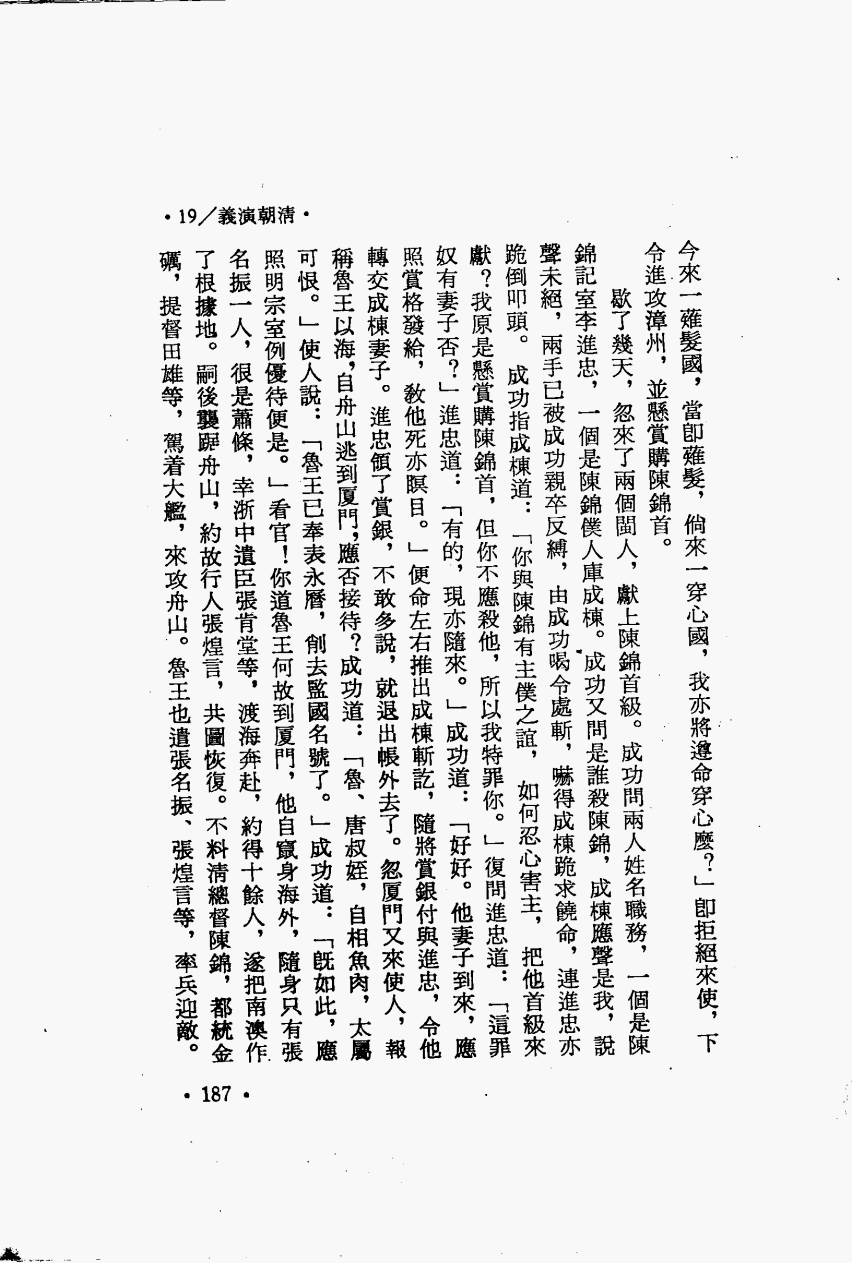 •清朝演義／19•
今來一薙髮國，當卽薙髮，倘來一穿心國，我亦將遵命穿心麼？」卽拒絕來使，下
令進攻漳州，並懸賞購陳錦首。
歇了幾天，忽來了兩個閩人，獻上陳錦首級。成功問兩人姓名職務，一個是陳
錦記室李進忠，一個是陳錦僕人庫成棟。成功又問是誰殺陳錦，成棟應聲是我，說
聲未絕，兩手已被成功親卒反縛，由成功喝令處斬，嚇得成棟跪求饒命，連進忠亦
跪倒叩頭。成功指成棟道：「你與陳錦有主僕之誼，如何忍心害主，把他首級來
獻？我原是懸賞購陳錦首，但你不應殺他，所以我特罪你。」復問進忠道：「這罪
奴有妻子否？」進忠道：「有的，現亦隨來。」成功道：「好好。他妻子到來，應
照賞格發給，敎他死亦瞑目。」便命左右推出成棟斬訖，隨將賞銀付與進忠，令他
轉交成棟妻子。進忠領了賞銀，不敢多說，就退出帳外去了。忽厦門又來使人，報
稱魯王以海，自舟山逃到厦門，應否接待？成功道：「魯、唐叔姪，自相魚肉，太屬
可恨。」使人說：「魯王已奉表永曆，削去監國名號了。」成功道：「旣如此，應
照明宗室例優待便是。」看官！你道魯王何故到厦門，他自竄身海外，隨身只有張
名振一人，很是蕭條，幸浙中遺臣張肯堂等，渡海奔赴，約得十餘人，遂把南澳作
了根據地。嗣後襲踞舟山，約故行人張煌言，共圖恢復。不料清總督陳錦，都統金
礪，提督田雄等，駕着大艦，來攻舟山。魯王也遣張名振、張煌言等，率兵迎敵。
•187•